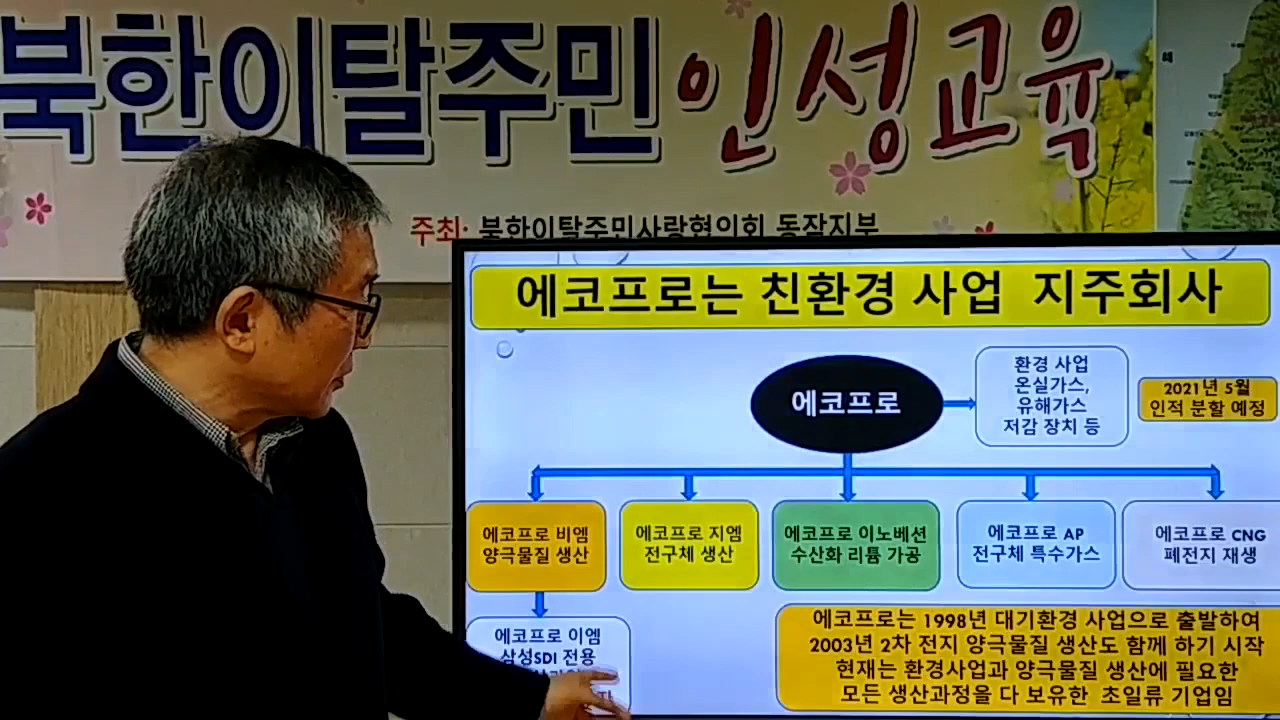 북한이탈주민 인성교육
주최: 북한이탈주민사랑협의회 동작지부
에코프로는 친환경 사업 지주회사
에코프로
환경 사업
온실가스,
유해가스
저감 장치 등
2021년 5월
인적 분할 예정
에코프로 비엠
양극물질 생산
에코프로 지엠
전구체 생산
에코프로 이노베션
수산화 리튬 가공
에코프로 AP
전구체 특수가스
에코프로 CNG
폐전지 재생
에코프로 이엠
삼성SDI 전용
에코프로는 1998년 대기환경 사업으로 출발하여
2003년 2차 전지 양극물질 생산도 함께 하기 시작
현재는 환경사업과 양극물질 생산에 필요한
모든 생산과정을 다 보유한 초일류 기업임